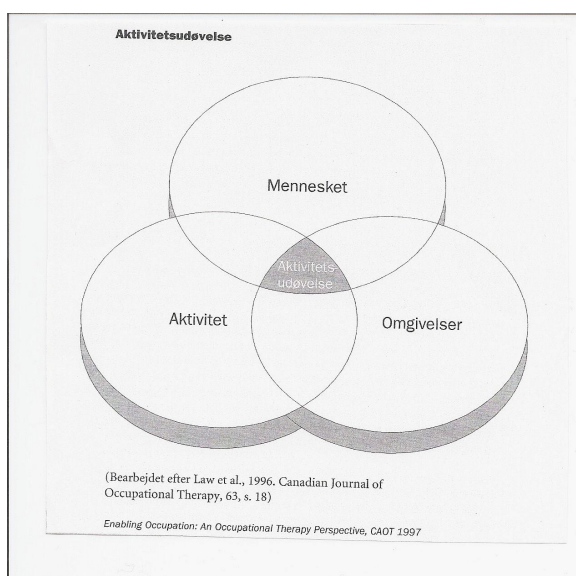 Aktivitetsudøvelse
Mennesket
Aktivitets-
udøvelse
Aktivitet
Omgivelser
(Bearbejdet efter Law et al., 1996. Canadian Journal of
Occupational Therapy, 63, s. 18)
Enabling Occupation: An Occupational Therapy Perspective, CAOT 1997